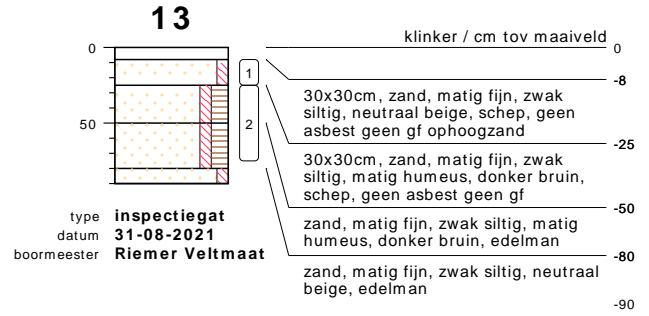 13
klinker / cm tov maaiveld
0
0
-8
1
30x30cm, zand, matig fijn, zwak
siltig, neutraal beige, schep, geen
asbest geen gf ophoogzand
-25
50
2
30x30cm, zand, matig fijn, zwak
siltig, matig humeus, donker bruin,
schep, geen asbest geen gf
-50
zand, matig fijn, zwak siltig, matig
humeus, donker bruin, edelman
-80
zand, matig fijn, zwak siltig, neutraal
beige, edelman
-90
type inspectiegat
datum 31-08-2021
boormeester Riemer Veltmaat